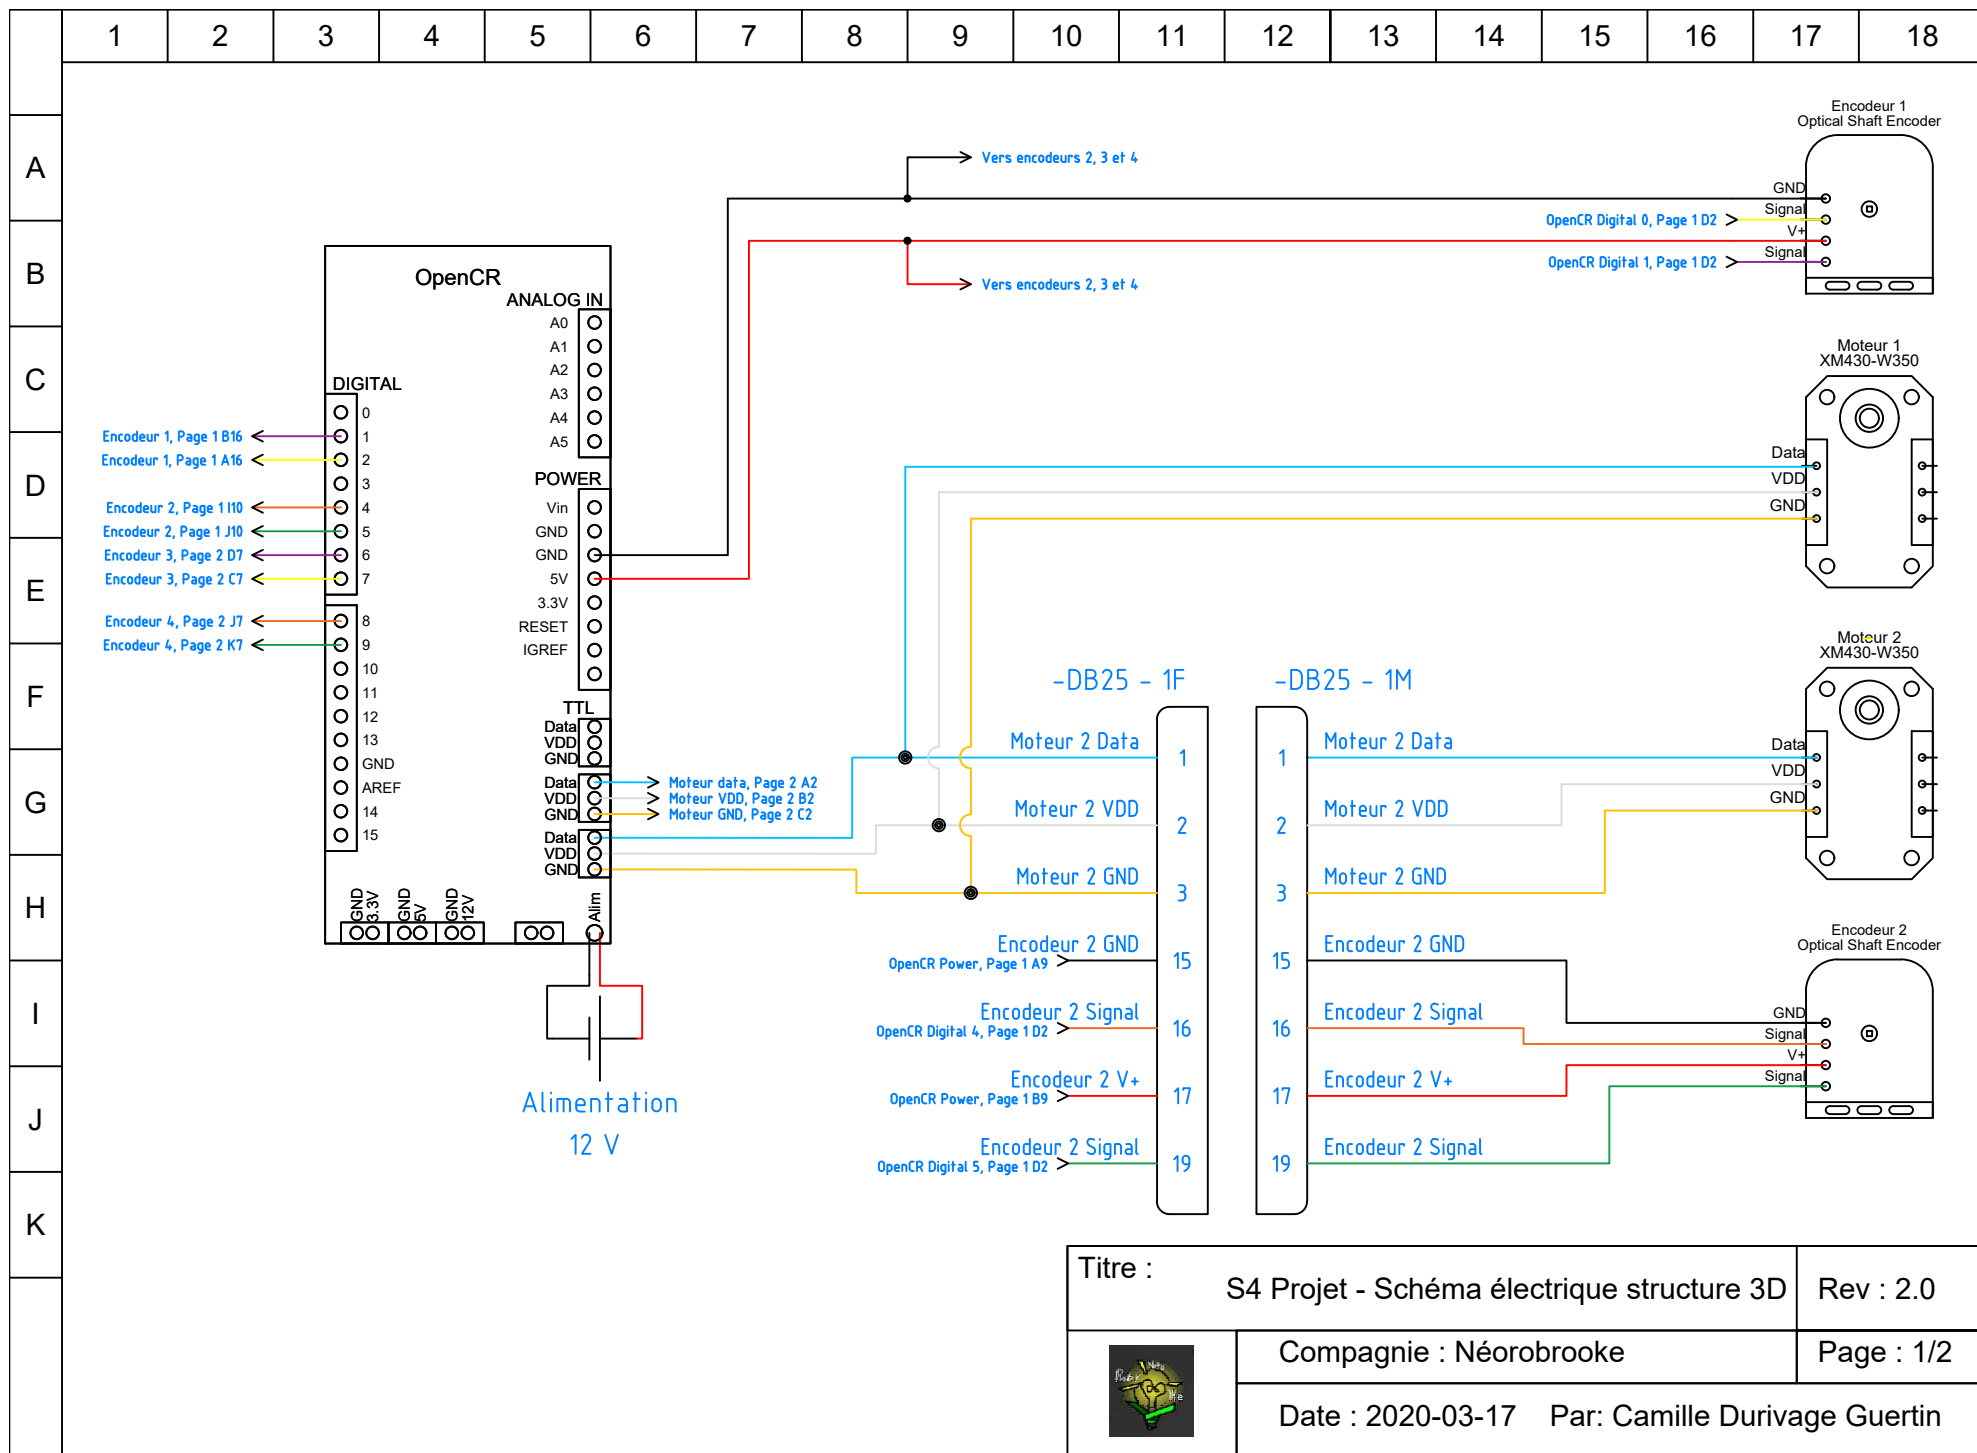 1 2 3 4 5 6 7 8 9 10 11 12 13 14 15 16 17 18
A
B
C
D
E
F
G
H
I
J
K
Encodeur 1
Optical Shaft Encoder
GND
Signal
V+
Signal
Vers encodeurs 2, 3 et 4
Vers encodeurs 2, 3 et 4
OpenCR Digital 0, Page 1 D2
OpenCR Digital 1, Page 1 D2
OpenCR
ANALOG IN
A0
A1
A2
A3
A4
A5
POWER
Vin
GND
GND
5V
3.3V
RESET
IGREF
TTL
Data
VDD
GND
Data
VDD
GND
Data
VDD
GND
Moteur data, Page 2 A2
Moteur VDD, Page 2 B2
Moteur GND, Page 2 C2
DIGITAL
0
1
2
3
4
5
6
7
8
9
10
11
12
13
GND
AREF
14
15
Encodeur 1, Page 1 B16
Encodeur 1, Page 1 A16
Encodeur 2, Page 1 I10
Encodeur 2, Page 1 J10
Encodeur 3, Page 2 D7
Encodeur 3, Page 2 C7
Encodeur 4, Page 2 J7
Encodeur 4, Page 2 K7
GND
3.3V
GND
5V
GND
12V
Alim
Alimentation
12 V
Moteur 1
XM430-W350
Data
VDD
GND
Moteur 2
XM430-W350
Data
VDD
GND
-DB25 - 1F
Moteur 2 Data
1
Moteur 2 VDD
2
Moteur 2 GND
3
Encodeur 2 GND
OpenCR Power, Page 1 A9
15
Encodeur 2 Signal
OpenCR Digital 4, Page 1 D2
16
Encodeur 2 V+
OpenCR Power, Page 1 B9
17
Encodeur 2 Signal
OpenCR Digital 5, Page 1 D2
19
-DB25 - 1M
1
Moteur 2 Data
2
Moteur 2 VDD
3
Moteur 2 GND
15
Encodeur 2 GND
16
Encodeur 2 Signal
17
Encodeur 2 V+
19
Encodeur 2 Signal
Encodeur 2
Optical Shaft Encoder
GND
Signal
V+
Signal
Titre :
S4 Projet - Schéma électrique structure 3D
Rev : 2.0
Compagnie : Néorobrooke
Page : 1/2
Date : 2020-03-17 Par: Camille Durivage Guertin